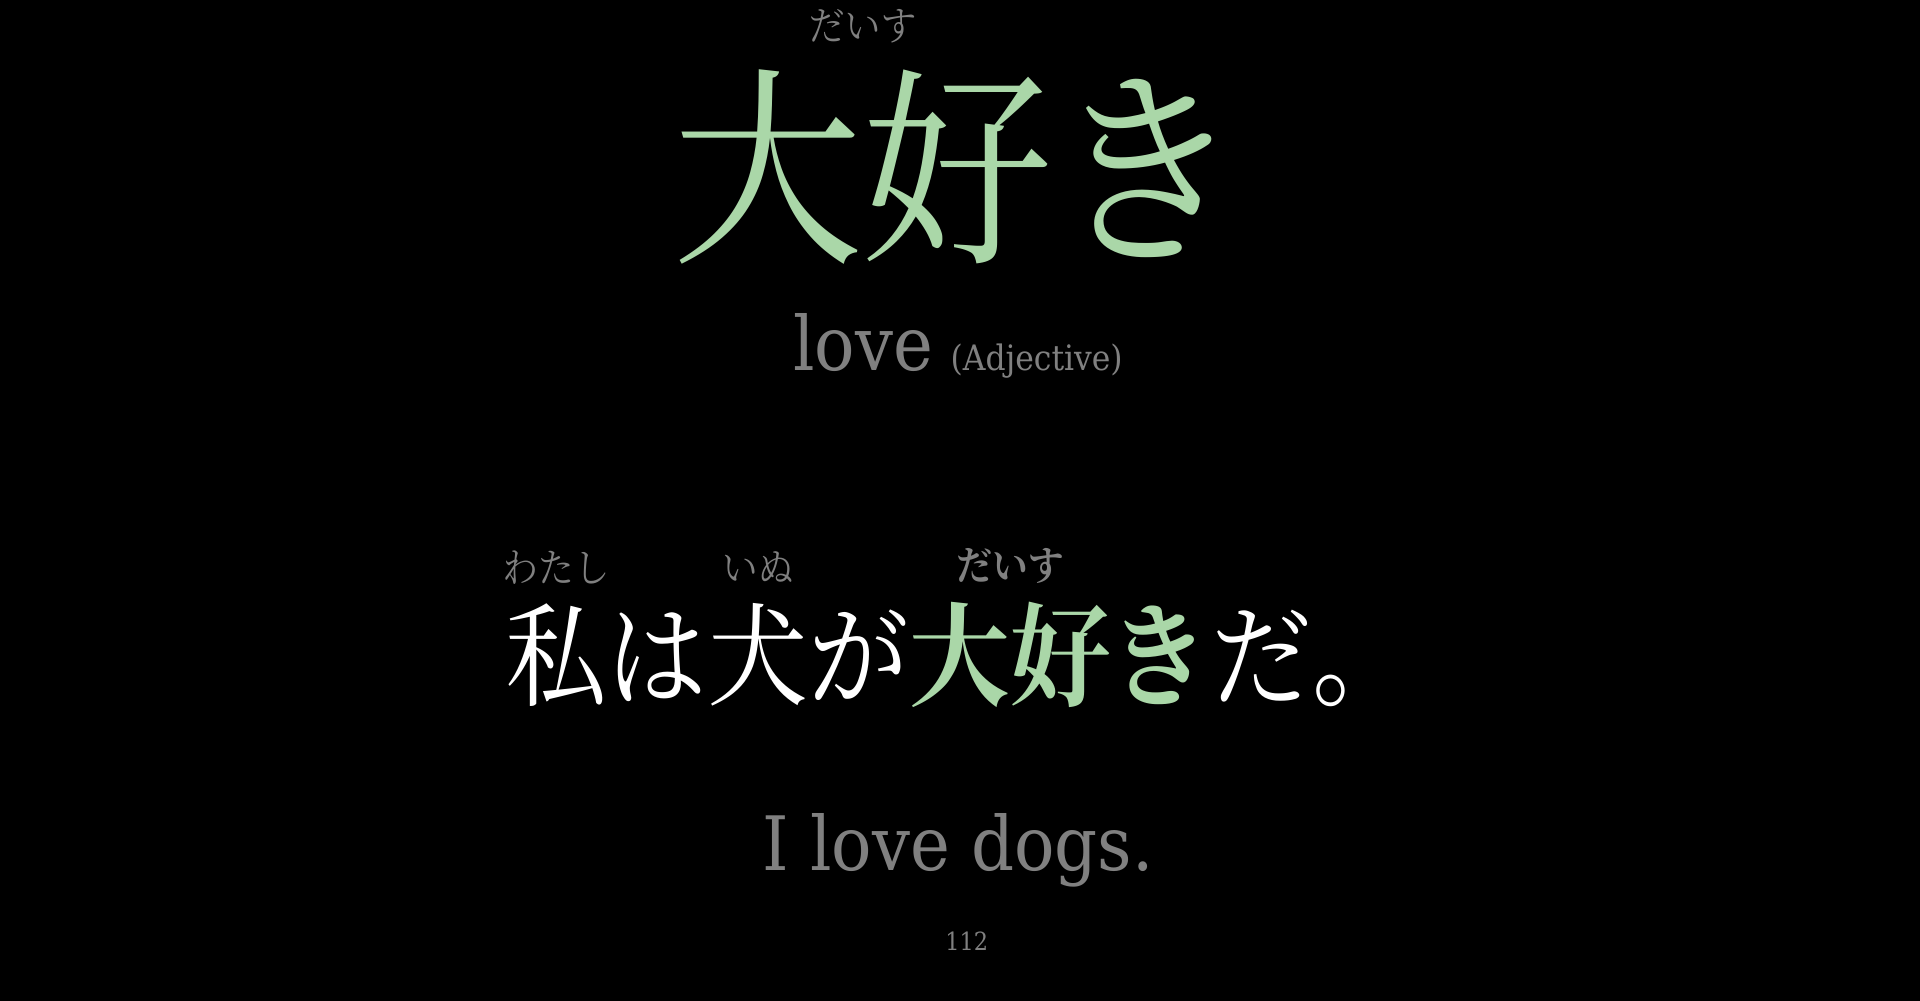 だいす
大好き
love (Adjective)
わたし いぬ だいす
私は犬が大好きだ。
I love dogs.
112